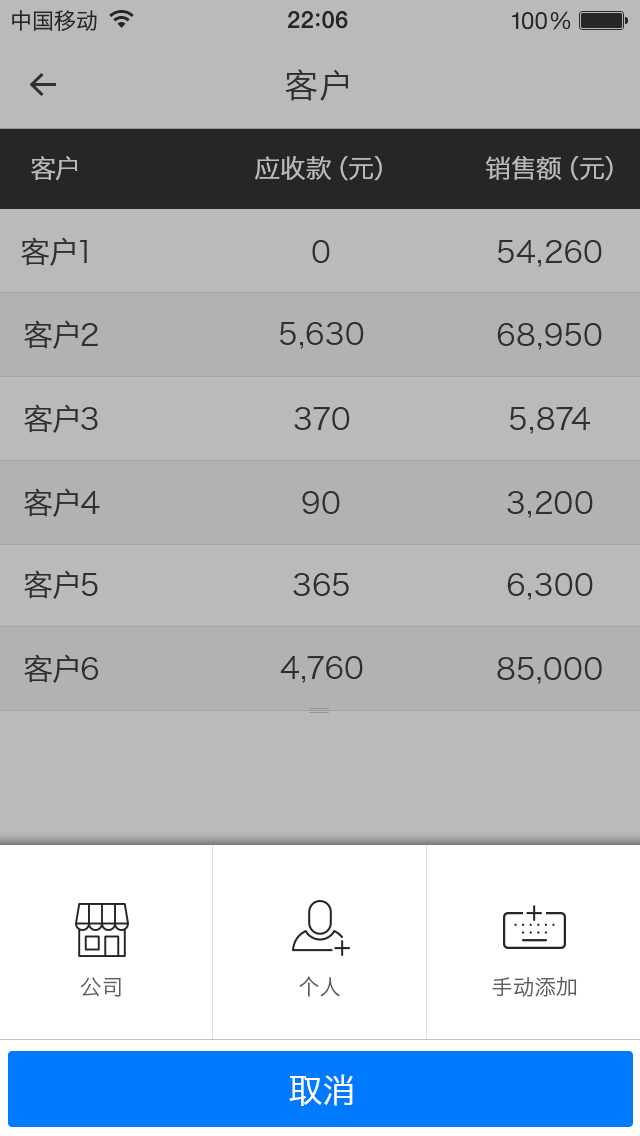 中国移动 22:06 100%
客户
客户 应收款 (元) 销售额 (元)
客户1 0 54,260
客户2 5,630 68,950
客户3 370 5,874
客户4 90 3,200
客户5 365 6,300
客户6 4,760 85,000
公司 个人 手动添加
取消